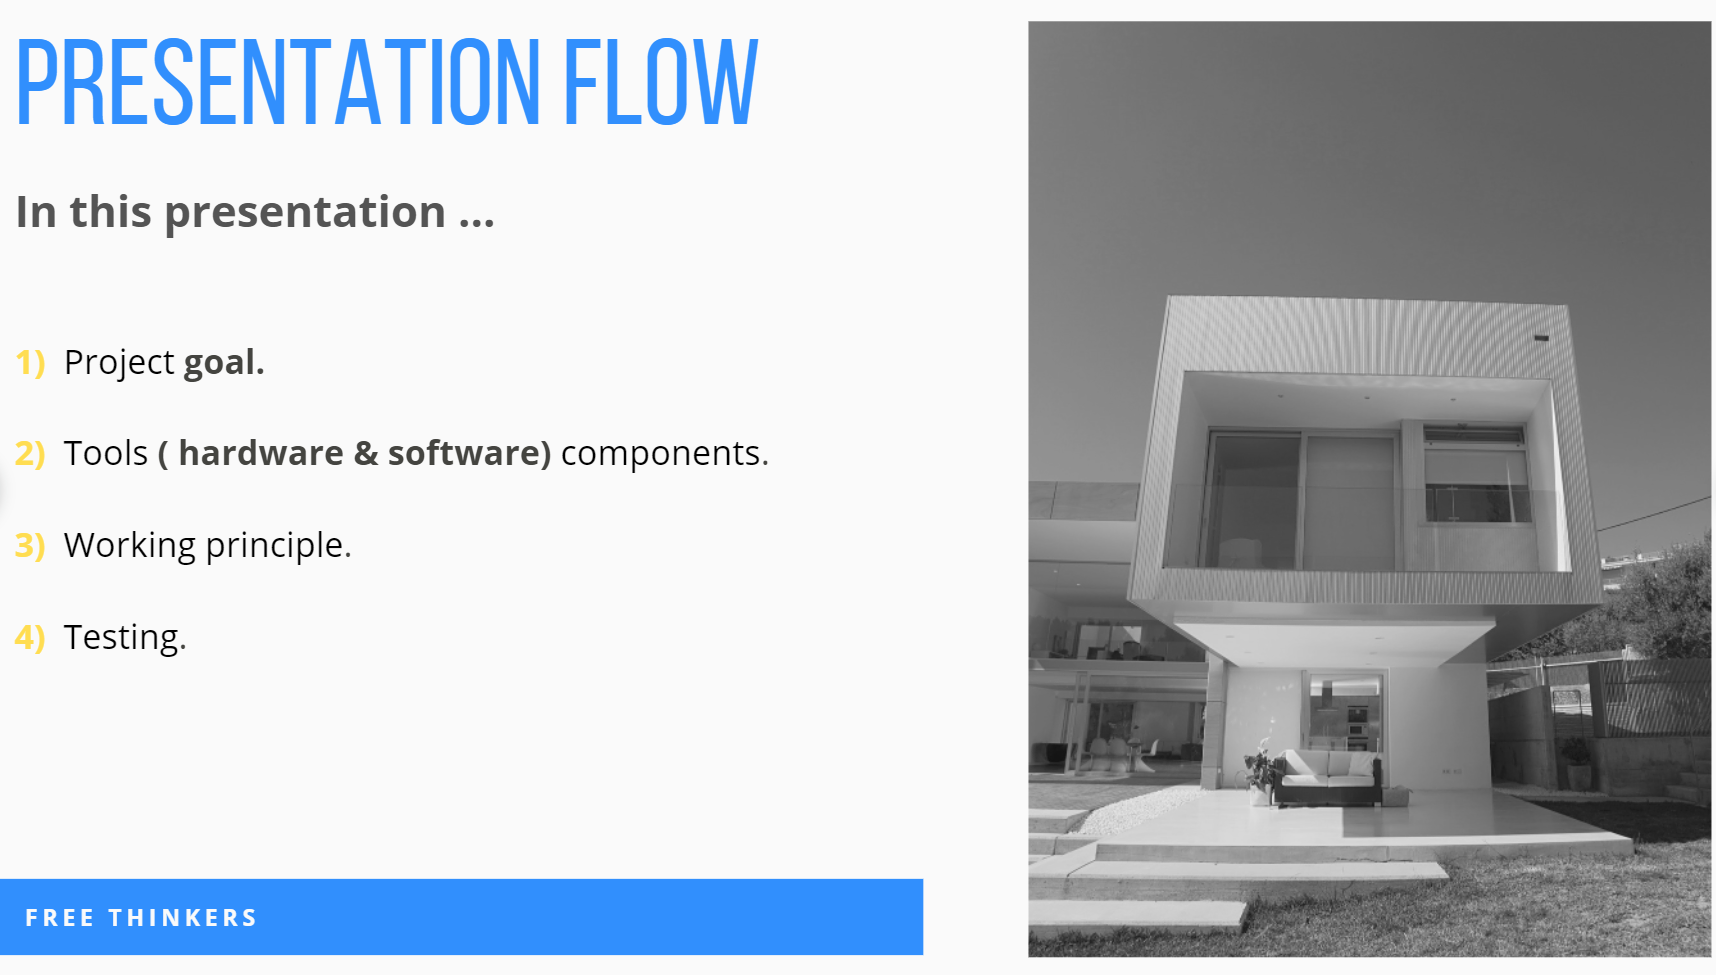 PRESENTATION FLOW
In this presentation ...
1) Project goal.
2) Tools ( hardware & software) components.
3) Working principle.
4) Testing.
FREE THINKERS